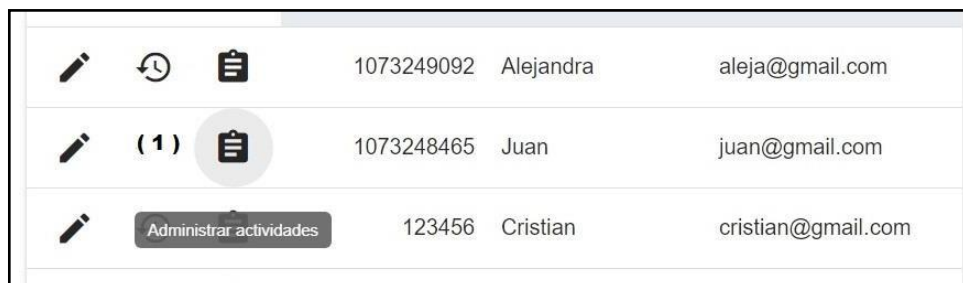 1073249092 Alejandra aleja@gmail.com
(1) 1073248465 Juan juan@gmail.com
Administrar actividades 123456 Cristian cristian@gmail.com